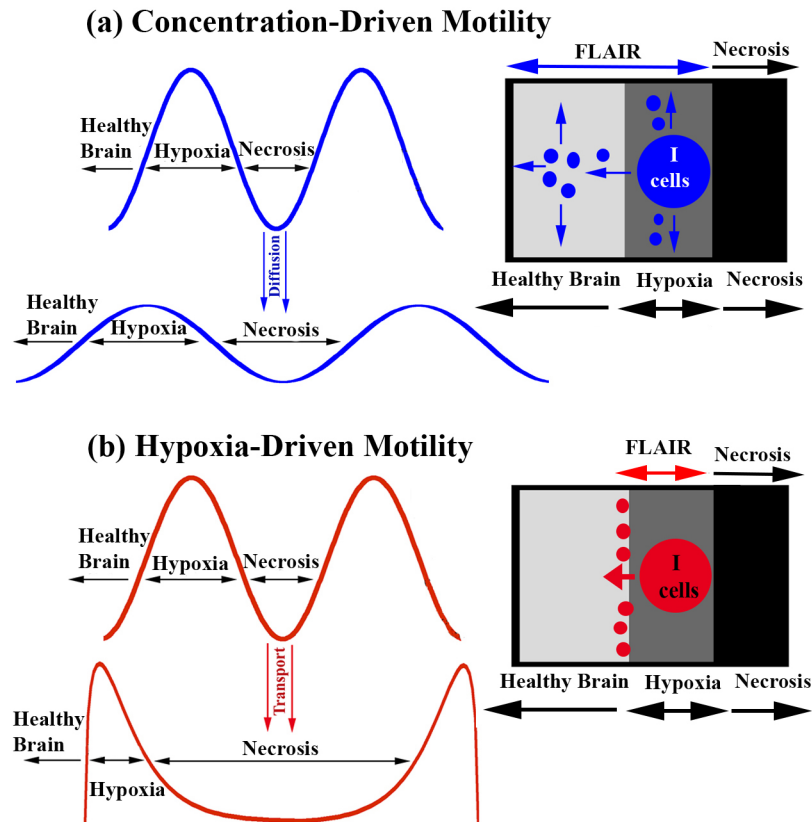 (a) Concentration-Driven Motility
FLAIR
Necrosis
Healthy
Brain
Hypoxia
Necrosis
I
cells
Diffusion
Healthy Brain
Hypoxia
Necrosis
Healthy
Brain
Hypoxia
Necrosis
(b) Hypoxia-Driven Motility
FLAIR
Necrosis
Healthy
Brain
Hypoxia
Necrosis
I
cells
Transport
Healthy Brain
Hypoxia
Necrosis
Healthy
Brain
Necrosis
Hypoxia